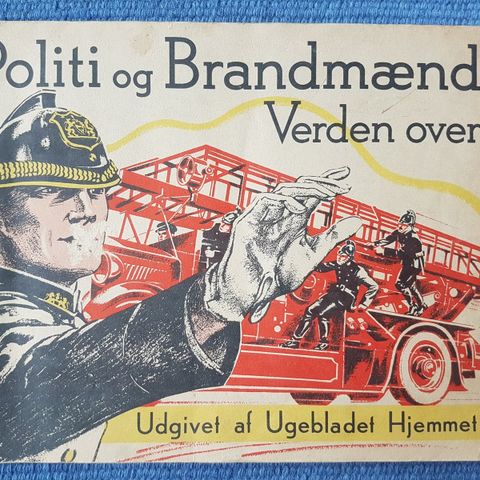 Politi og Brandmænd
Verden over
Udgivet af Ugebladet Hjemmet